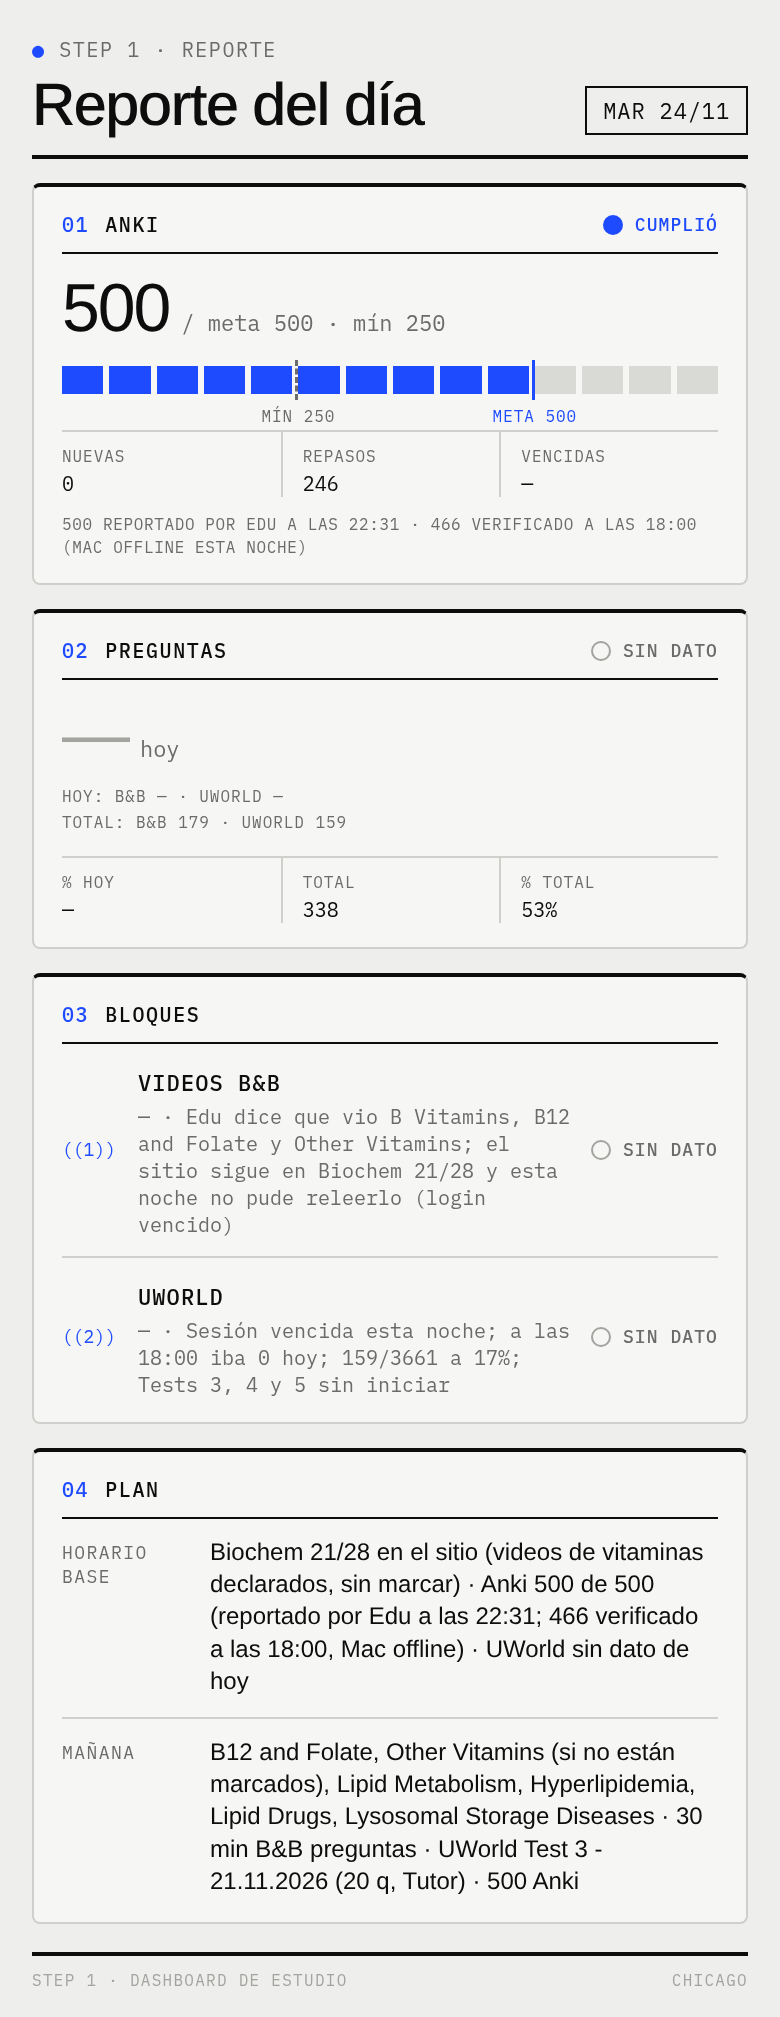 STEP 1 · REPORTE
Reporte del día
MAR 24/11
01 ANKI
CUMPLIÓ
500 / meta 500 · mín 250
MÍN 250
META 500
NUEVAS
0
REPASOS
246
VENCIDAS
—
500 REPORTADO POR EDU A LAS 22:31 · 466 VERIFICADO A LAS 18:00
(MAC OFFLINE ESTA NOCHE)
02 PREGUNTAS
SIN DATO
— hoy
HOY: B&B — · UWORLD —
TOTAL: B&B 179 · UWORLD 159
% HOY
—
TOTAL
338
% TOTAL
53%
03 BLOQUES
((1))
VIDEOS B&B
— · Edu dice que vio B Vitamins, B12
and Folate y Other Vitamins; el
sitio sigue en Biochem 21/28 y esta
noche no pude releerlo (login
vencido)
SIN DATO
((2))
UWORLD
— · Sesión vencida esta noche; a las
18:00 iba 0 hoy; 159/3661 a 17%;
Tests 3, 4 y 5 sin iniciar
SIN DATO
04 PLAN
HORARIO
BASE
Biochem 21/28 en el sitio (videos de vitaminas
declarados, sin marcar) · Anki 500 de 500
(reportado por Edu a las 22:31; 466 verificado
a las 18:00, Mac offline) · UWorld sin dato de
hoy
MAÑANA
B12 and Folate, Other Vitamins (si no están
marcados), Lipid Metabolism, Hyperlipidemia,
Lipid Drugs, Lysosomal Storage Diseases · 30
min B&B preguntas · UWorld Test 3 -
21.11.2026 (20 q, Tutor) · 500 Anki
STEP 1 · DASHBOARD DE ESTUDIO
CHICAGO